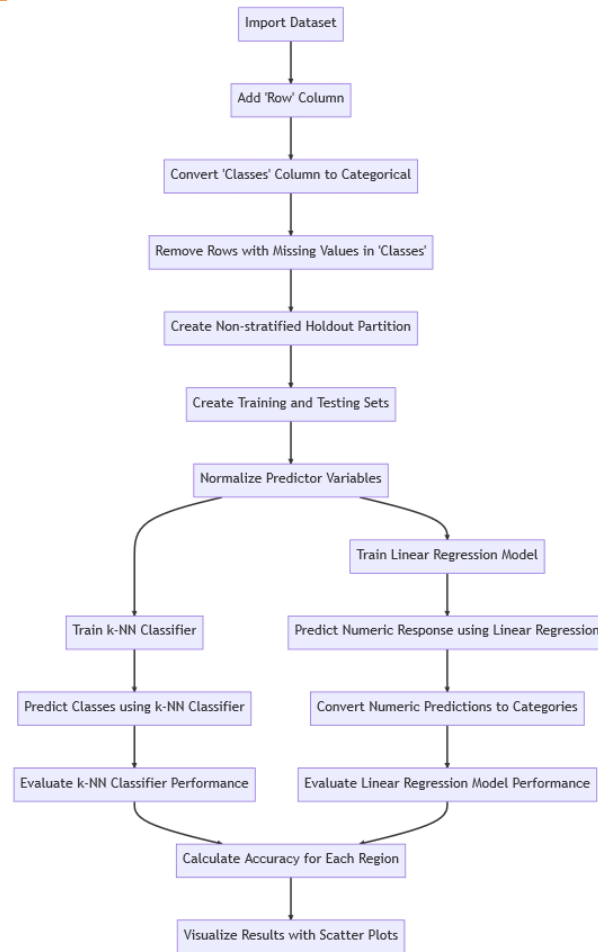 Import Dataset
Add 'Row' Column
Convert 'Classes' Column to Categorical
Remove Rows with Missing Values in 'Classes'
Create Non-stratified Holdout Partition
Create Training and Testing Sets
Normalize Predictor Variables
Train Linear Regression Model
Train k-NN Classifier
Predict Numeric Response using Linear Regression
Predict Classes using k-NN Classifier
Convert Numeric Predictions to Categories
Evaluate k-NN Classifier Performance
Evaluate Linear Regression Model Performance
Calculate Accuracy for Each Region
Visualize Results with Scatter Plots